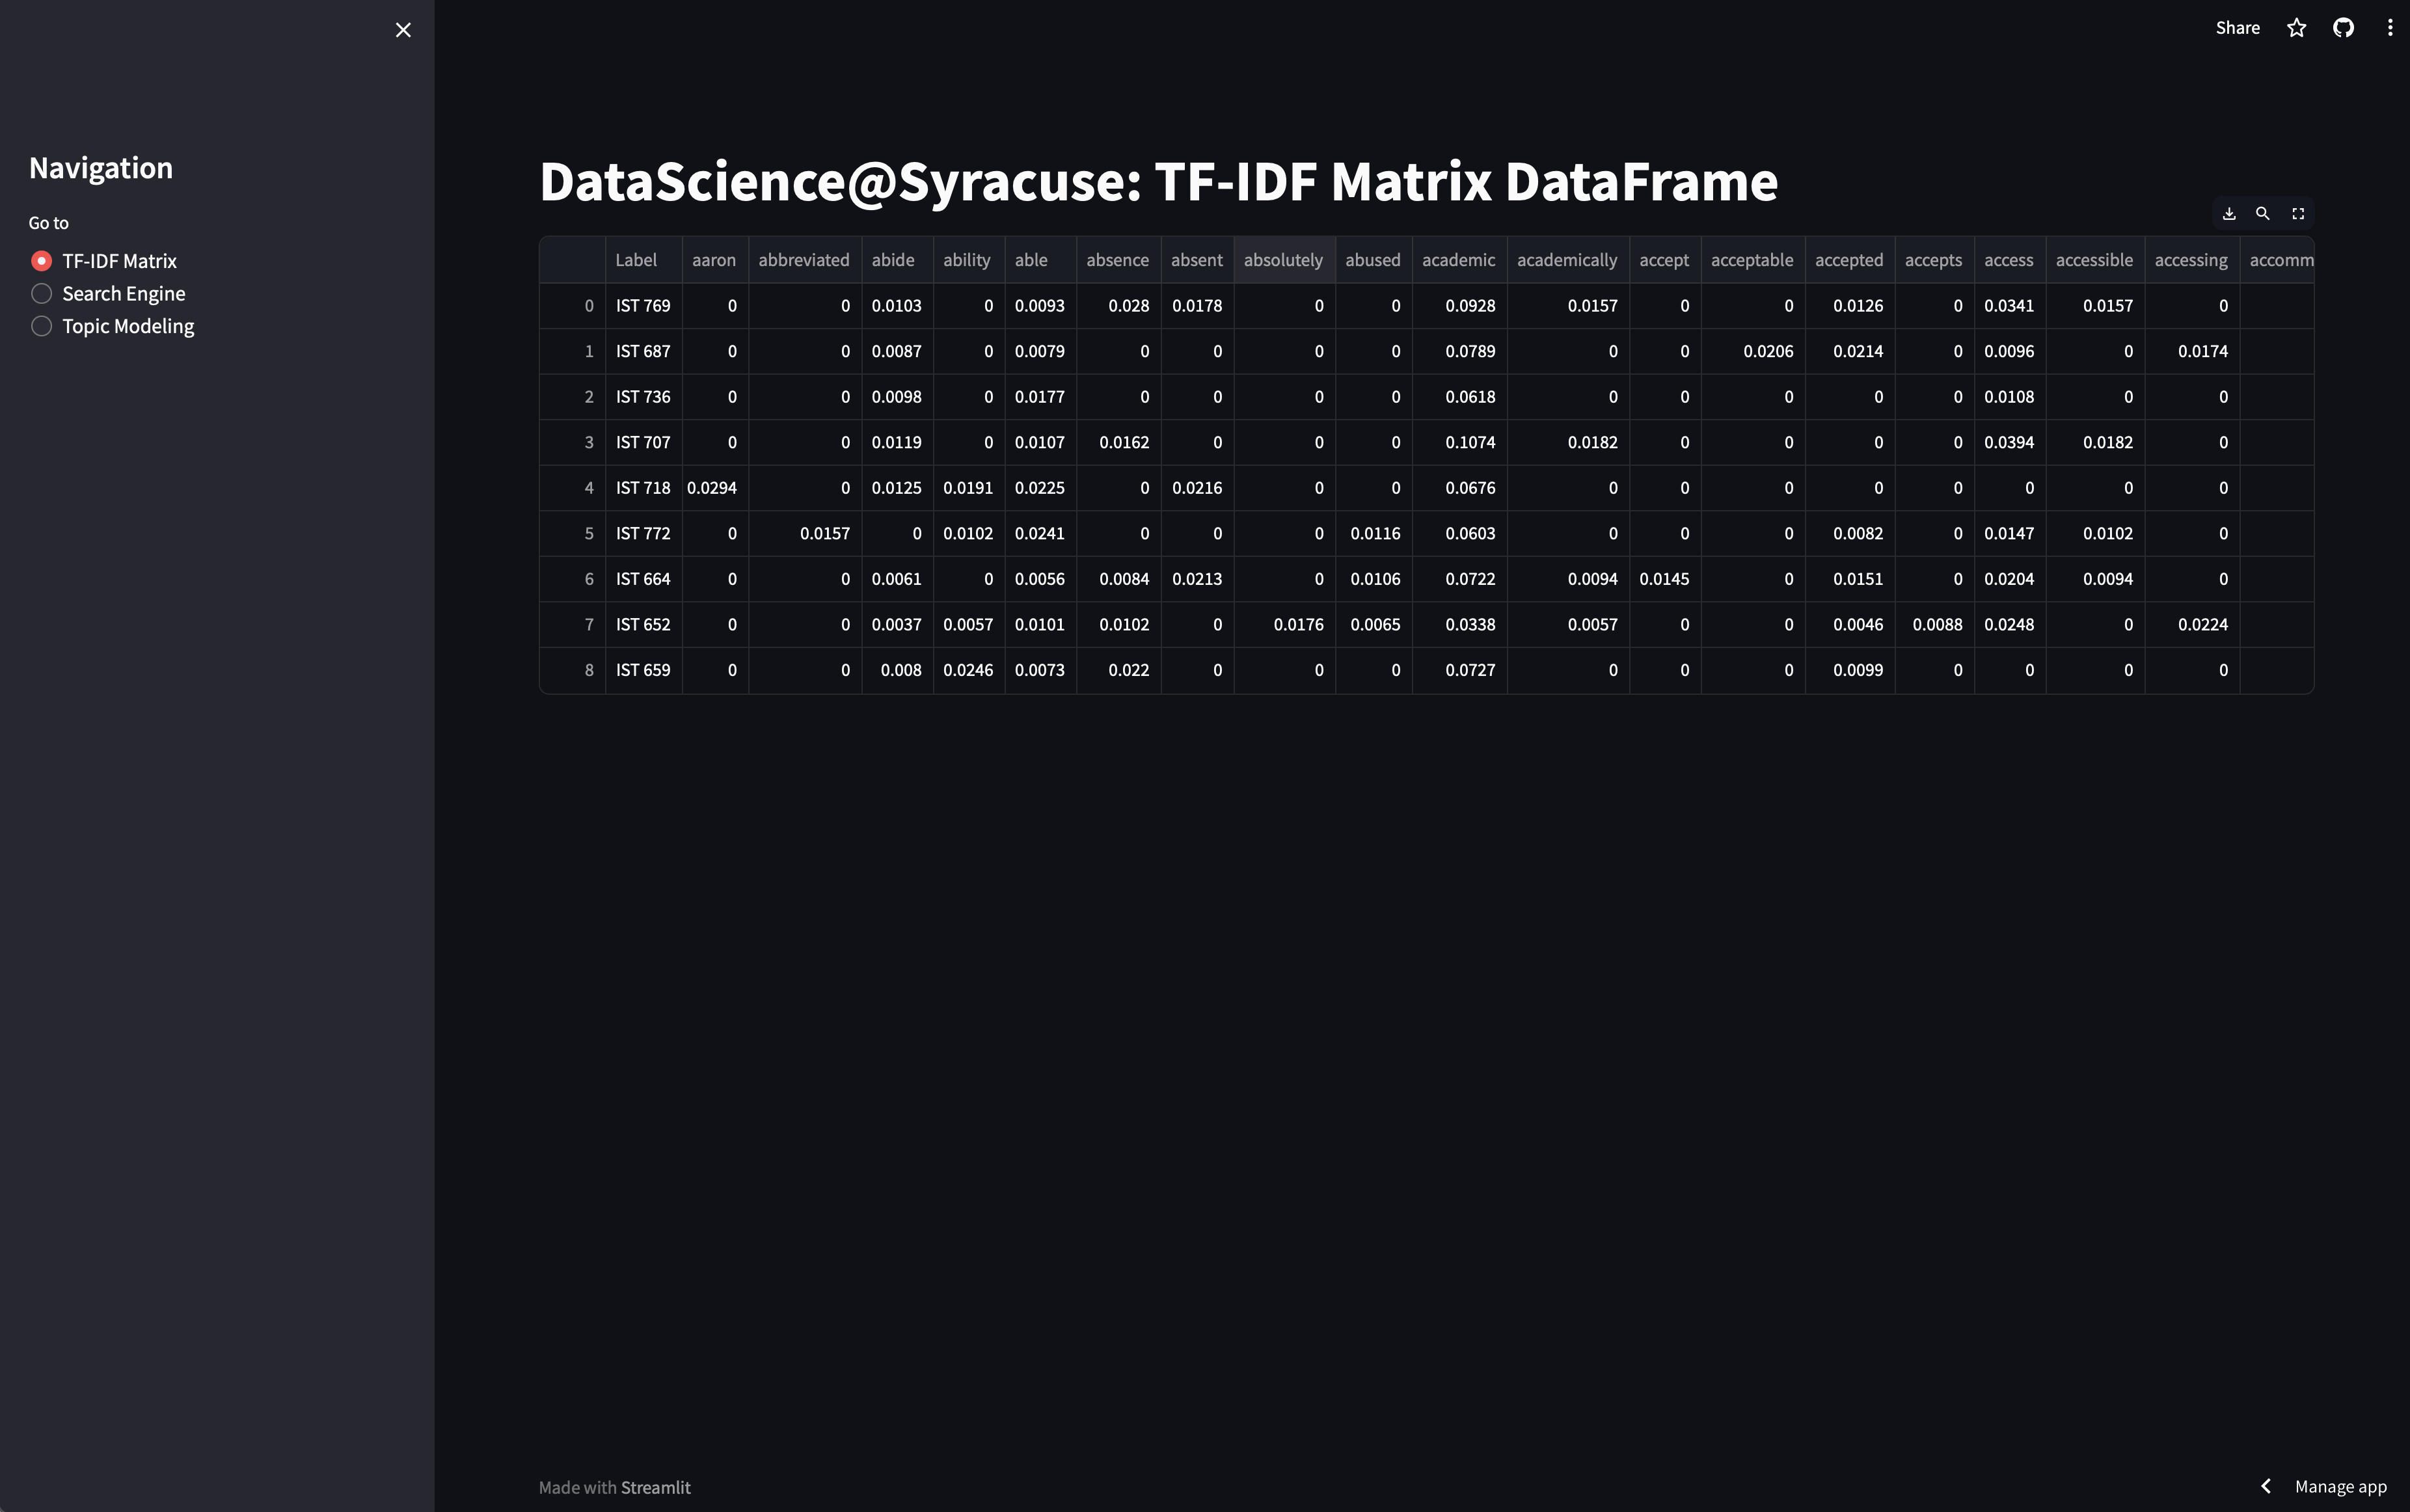 Share
Navigation
Go to
TF-IDF Matrix
Search Engine
Topic Modeling
DataScience@Syracuse: TF-IDF Matrix DataFrame
Label aaron abbreviated abide ability able absence absent absolutely abused academic academically accept acceptable accepted accepts access accessible accessing accomm
0 IST 769 0 0 0.0103 0 0.0093 0.028 0.0178 0 0 0.0928 0.0157 0 0 0.0126 0 0.0341 0.0157 0
1 IST 687 0 0 0.0087 0 0.0079 0 0 0 0 0.0789 0 0 0.0206 0.0214 0 0.0096 0 0.0174
2 IST 736 0 0 0.0098 0 0.0177 0 0 0 0 0.0618 0 0 0 0 0 0.0108 0 0
3 IST 707 0 0 0.0119 0 0.0107 0.0162 0 0 0 0.1074 0.0182 0 0 0 0 0.0394 0.0182 0
4 IST 718 0.0294 0 0.0125 0.0191 0.0225 0 0.0216 0 0 0.0676 0 0 0 0 0 0 0 0
5 IST 772 0 0.0157 0 0.0102 0.0241 0 0 0 0.0116 0.0603 0 0 0 0.0082 0 0.0147 0.0102 0
6 IST 664 0 0 0.0061 0 0.0056 0.0084 0.0213 0 0.0106 0.0722 0.0094 0.0145 0 0.0151 0 0.0204 0.0094 0
7 IST 652 0 0 0.0037 0.0057 0.0101 0.0102 0 0.0176 0.0065 0.0338 0.0057 0 0 0.0046 0.0088 0.0248 0 0.0224
8 IST 659 0 0 0.008 0.0246 0.0073 0.022 0 0 0 0.0727 0 0 0 0.0099 0 0 0 0
Made with Streamlit
Manage app